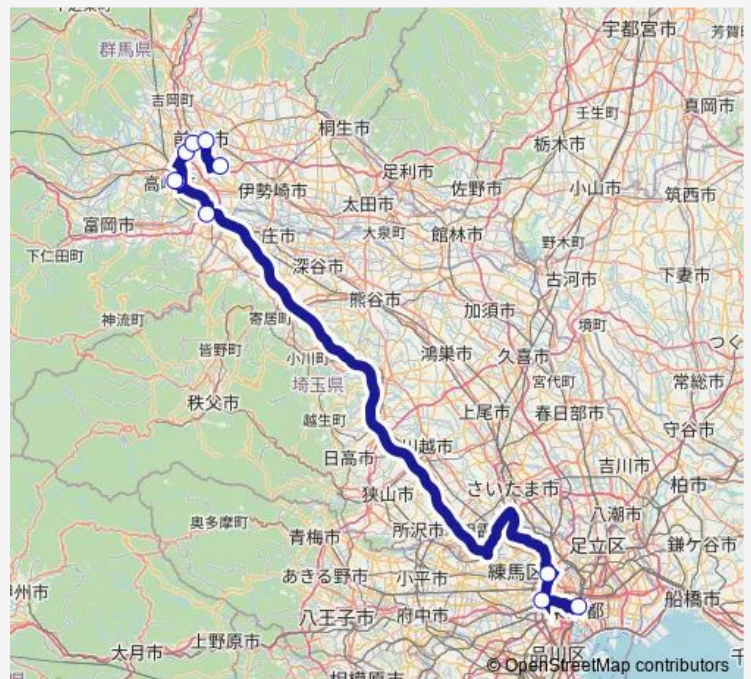 宇都宮市
群馬県
吉岡町
壬生町
真岡市
桐生市
栃木市
足利市
伊勢崎市
佐野市
小山市
筑西市
太田市
富岡市
大泉町
館林市
野木町
下仁田町
深谷市
古河市
下妻市
熊谷市
加須市
神流町
寄居町
境町
皆野町
小川町
鴻巣市
久喜市
埼玉県
宮代町
常総市
秩父市
越生町
上尾市
春日部市
守谷市
日高市
吉川市
狭山市
さいたま市
柏市
奥多摩町
所沢市
八潮市
青梅市
足立区
鎌ケ谷市
あきる野市
小平市
練馬区
船橋市
八王子市
府中市
上野原市
大月市
品川区
© OpenStreetMap contributors